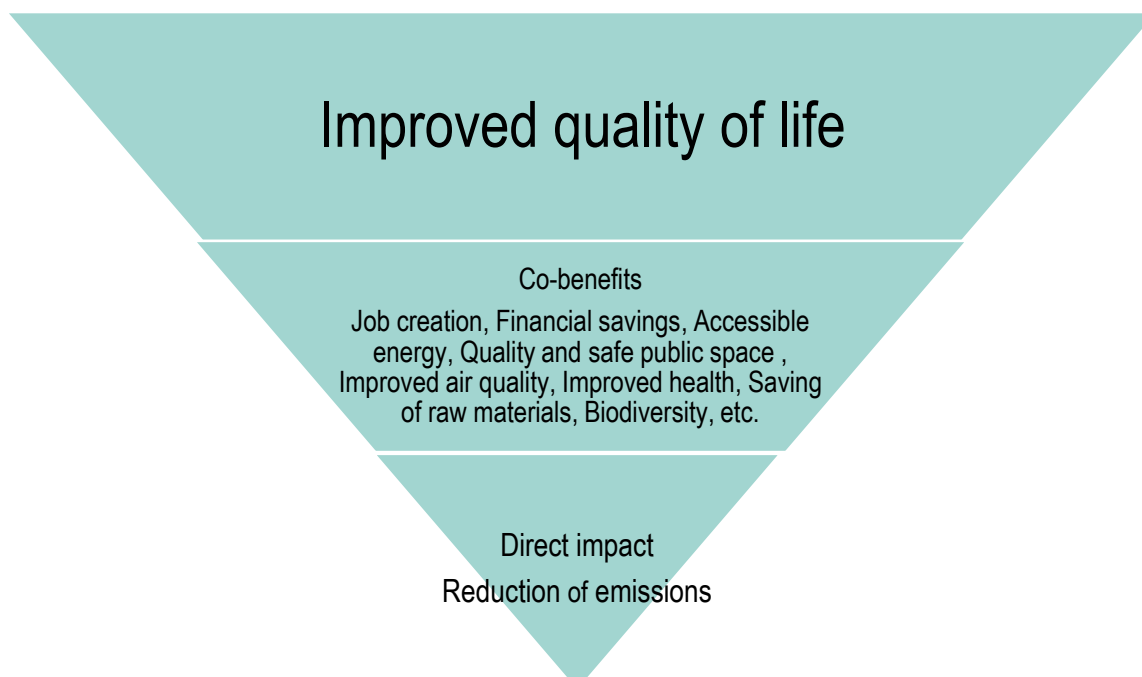 Improved quality of life
Co-benefits
Job creation, Financial savings, Accessible
energy, Quality and safe public space ,
Improved air quality, Improved health, Saving
of raw materials, Biodiversity, etc.
Direct impact
Reduction of emissions